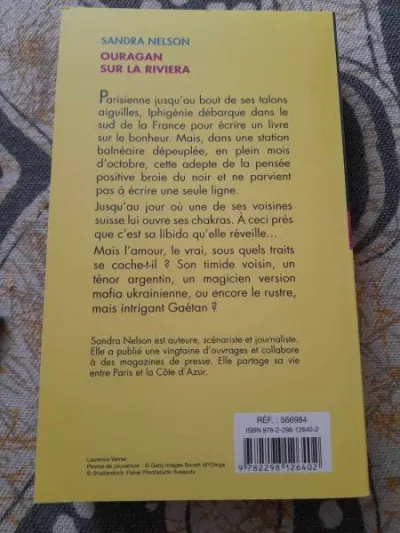 SANDRA NELSON
OURAGAN
SUR LA RIVIERA
Parisienne jusqu'au bout de ses talons
aiguilles, Iphigénie débarque dans le
sud de la France pour écrire un livre
sur le bonheur. Mais, dans une station
balnéaire dépeuplée, en plein mois
d'octobre, cette adepte de la pensée
positive broie du noir et ne parvient
pas à écrire une seule ligne.
Jusqu'au jour où une de ses voisines
suisse lui ouvre ses chakras. À ceci près
que c'est sa libido qu'elle réveille...
Mais l'amour, le vrai, sous quels traits
se cache-t-il ? Son timide voisin, un
ténor argentin, un magicien version
mafia ukrainienne, ou encore le rustre,
mais intrigant Gaëtan ?
Sandra Nelson est auteure, scénariste et journaliste.
Elle a publié une vingtaine d'ouvrages et collabore
à des magazines de presse. Elle partage sa vie
entre Paris et la Côte d'Azur.
RÉF. : 566984
ISBN 978-2-298-12640-2
9 782298 126402
Photos de couverture : © Getty Images
© Shutterstock